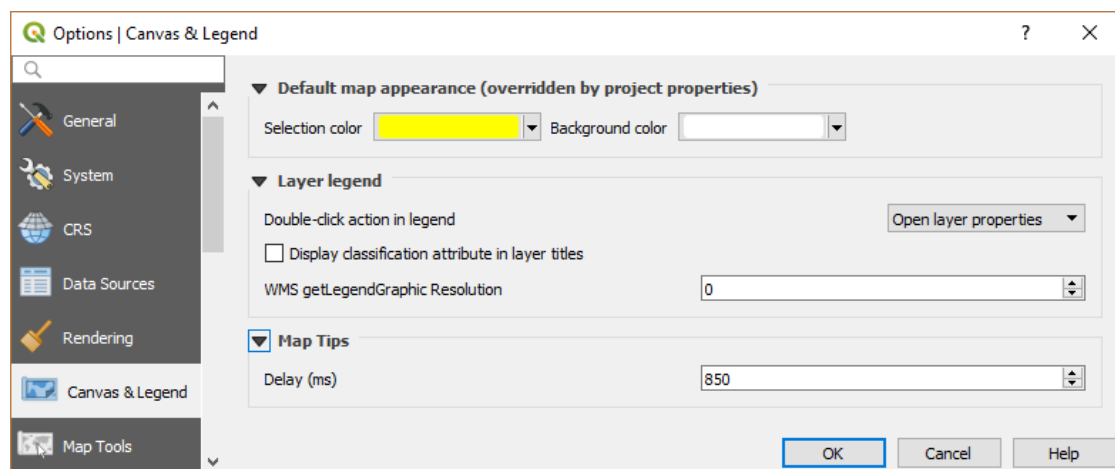 Options | Canvas & Legend
?
General
System
CRS
Data Sources
Rendering
Canvas & Legend
Map Tools
Default map appearance (overridden by project properties)
Selection color Background color
Layer legend
Double-click action in legend Open layer properties
Display classification attribute in layer titles
WMS getLegendGraphic Resolution 0
Map Tips
Delay (ms) 850
OK Cancel Help